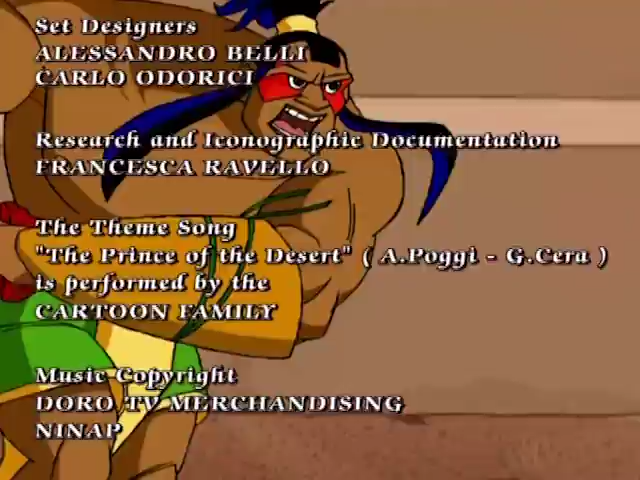 Set Designers
ALESSANDRO BELLI
CARLO ODORICI
Research and Iconographic Documentation
FRANCESCA RAVELLO
The Theme Song
"The Prince of the Desert" ( A.Poggi - G.Cera )
is performed by the
CARTOON FAMILY
Music Copyright
DORO TV MERCHANDISING
NINAP